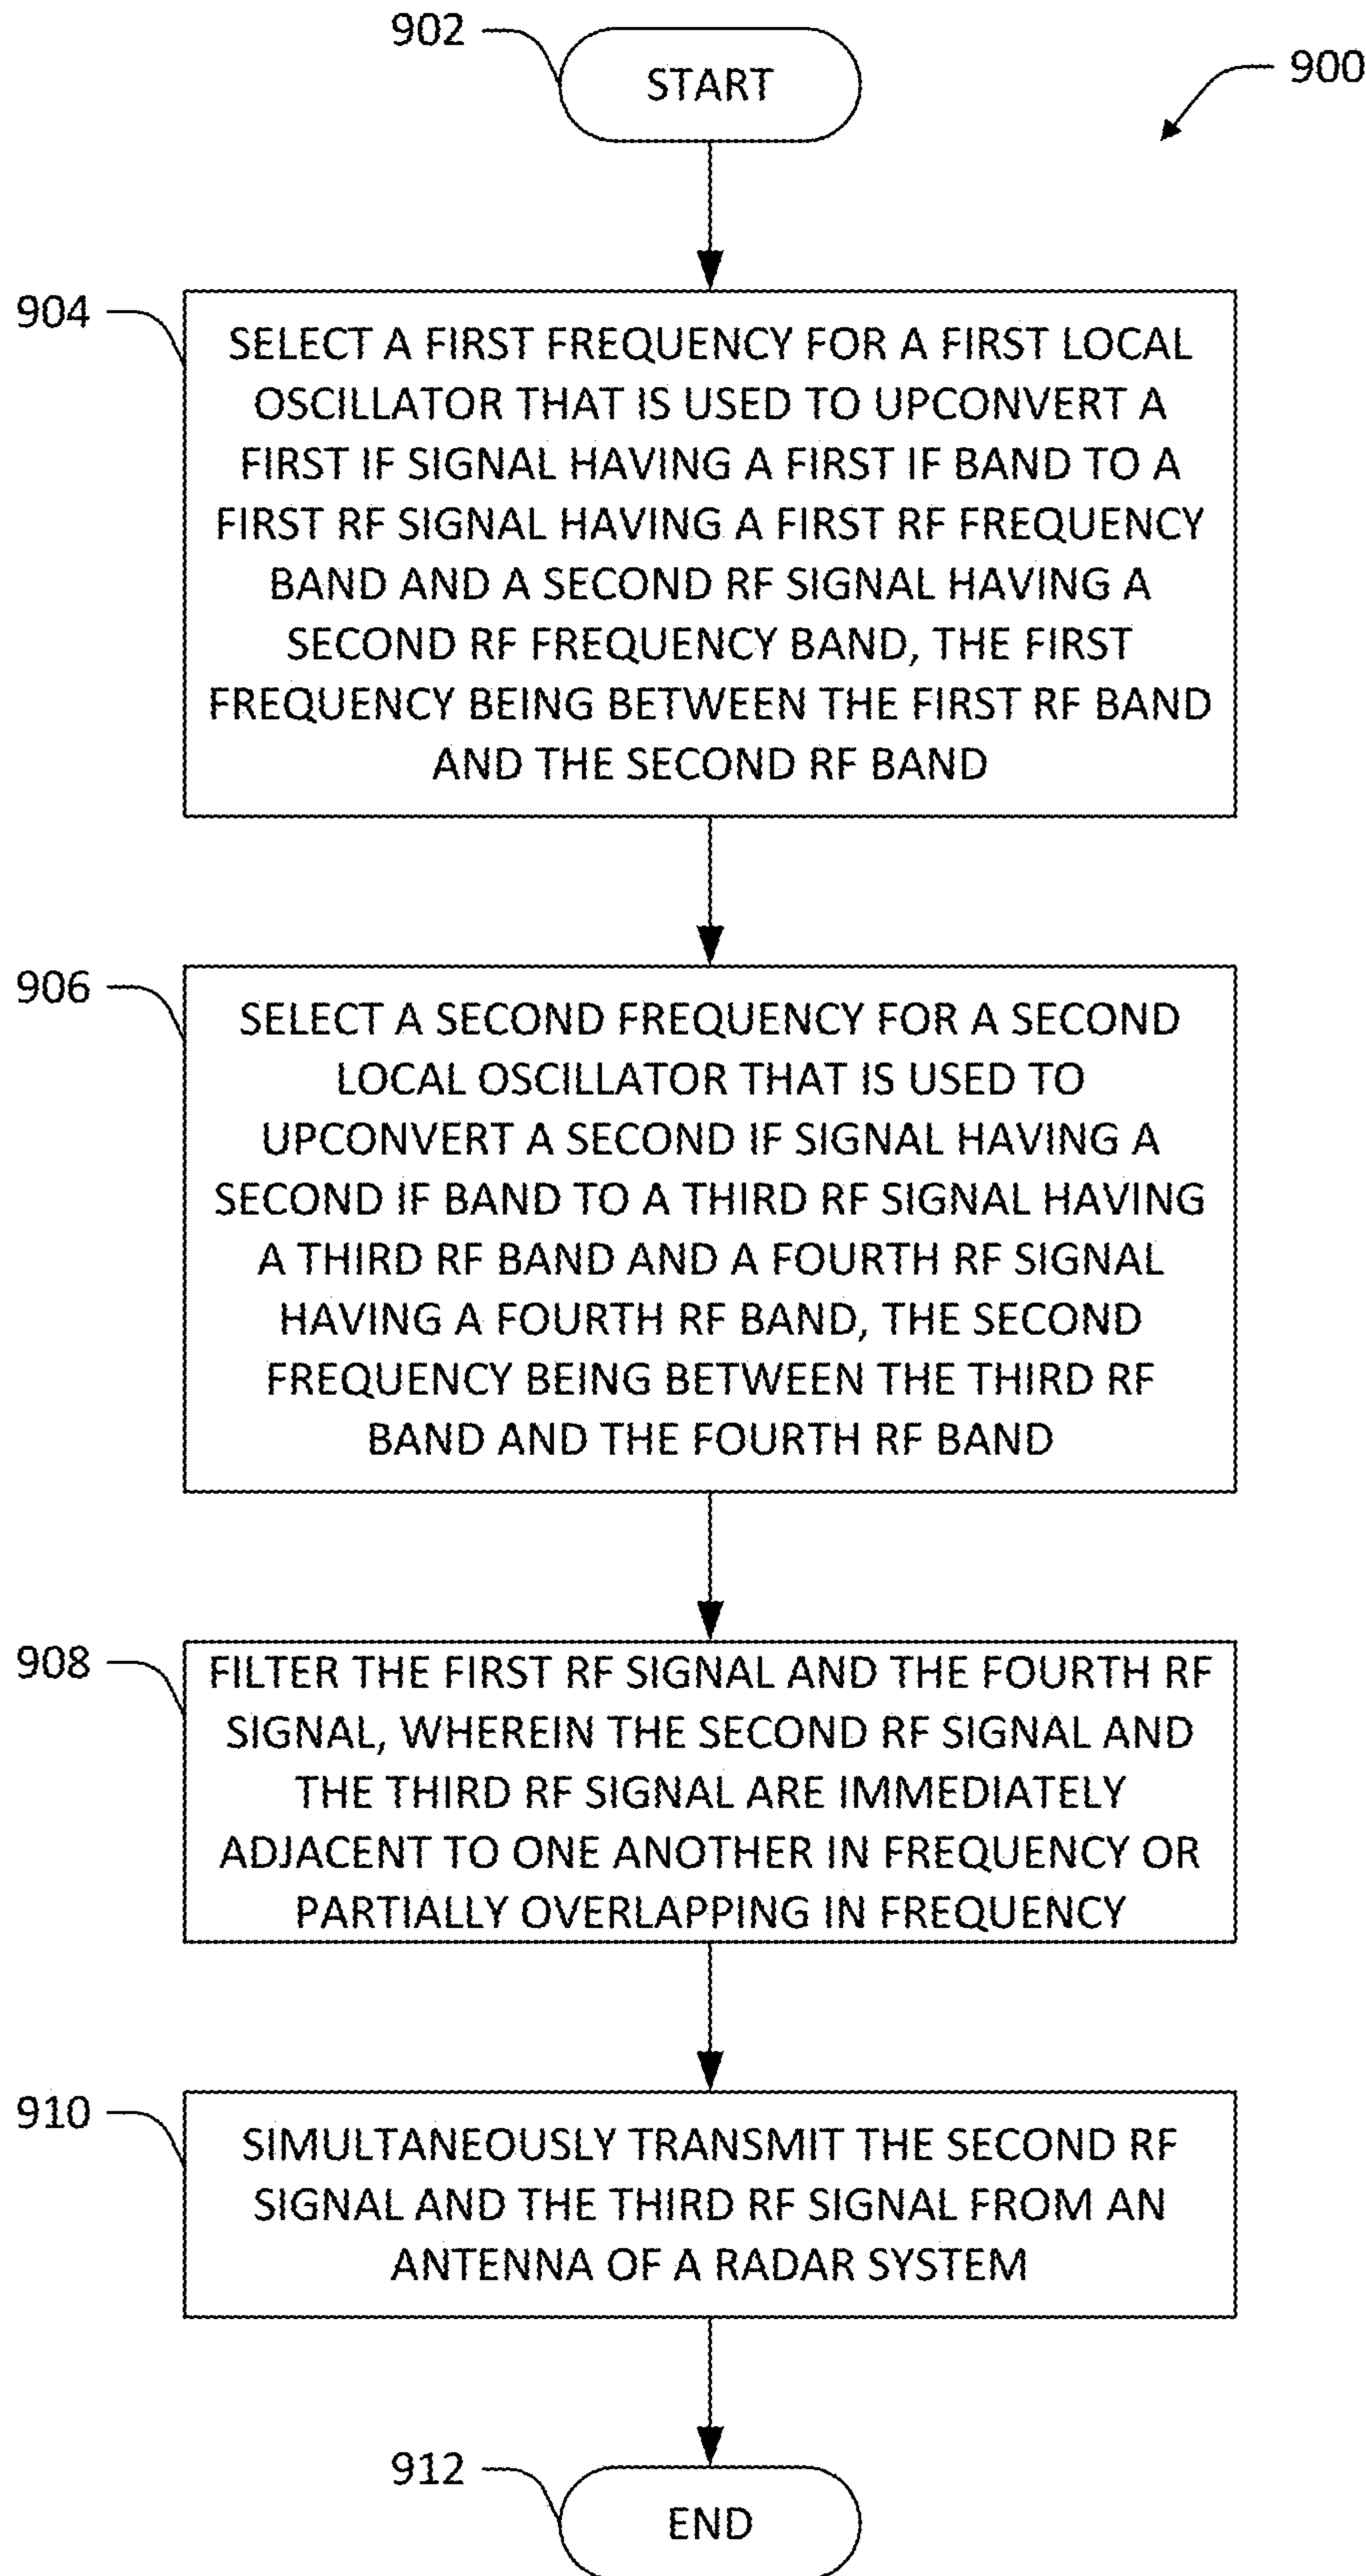 902
START
900
904
SELECT A FIRST FREQUENCY FOR A FIRST LOCAL
OSCILLATOR THAT IS USED TO UPCONVERT A
FIRST IF SIGNAL HAVING A FIRST IF BAND TO A
FIRST RF SIGNAL HAVING A FIRST RF FREQUENCY
BAND AND A SECOND RF SIGNAL HAVING A
SECOND RF FREQUENCY BAND, THE FIRST
FREQUENCY BEING BETWEEN THE FIRST RF BAND
AND THE SECOND RF BAND
906
SELECT A SECOND FREQUENCY FOR A SECOND
LOCAL OSCILLATOR THAT IS USED TO
UPCONVERT A SECOND IF SIGNAL HAVING A
SECOND IF BAND TO A THIRD RF SIGNAL HAVING
A THIRD RF BAND AND A FOURTH RF SIGNAL
HAVING A FOURTH RF BAND, THE SECOND
FREQUENCY BEING BETWEEN THE THIRD RF
BAND AND THE FOURTH RF BAND
908
FILTER THE FIRST RF SIGNAL AND THE FOURTH RF
SIGNAL, WHEREIN THE SECOND RF SIGNAL AND
THE THIRD RF SIGNAL ARE IMMEDIATELY
ADJACENT TO ONE ANOTHER IN FREQUENCY OR
PARTIALLY OVERLAPPING IN FREQUENCY
910
SIMULTANEOUSLY TRANSMIT THE SECOND RF
SIGNAL AND THE THIRD RF SIGNAL FROM AN
ANTENNA OF A RADAR SYSTEM
912
END